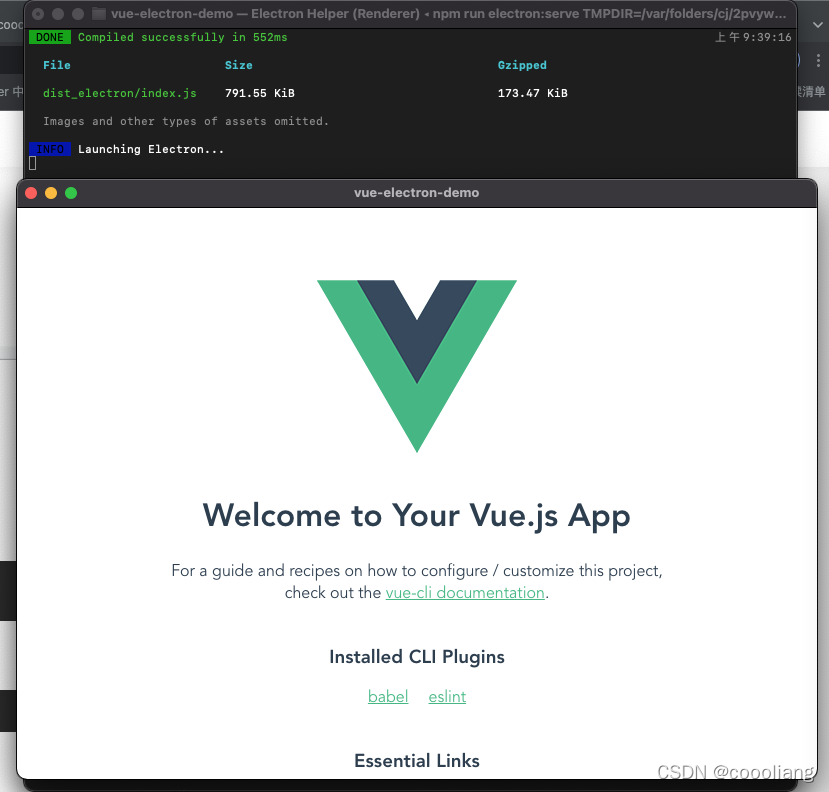 vue-electron-demo — Electron Helper (Renderer) ◂ npm run electron:serve TMPDIR=/var/folders/cj/2pvyw...
DONE Compiled successfully in 552ms 上午9:39:16
File Size Gzipped
dist_electron/index.js 791.55 KiB 173.47 KiB
Images and other types of assets omitted.
INFO Launching Electron...
er 中
清单
vue-electron-demo
Welcome to Your Vue.js App
For a guide and recipes on how to configure / customize this project,
check out the vue-cli documentation.
Installed CLI Plugins
babel eslint
Essential Links
CSDN @coooliang